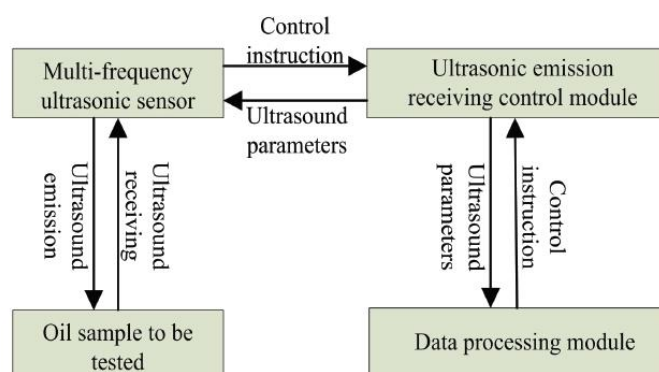 Control
instruction
Multi-frequency
ultrasonic sensor
Ultrasonic emission
receiving control module
Ultrasound
parameters
Ultrasound
emission
Ultrasound
receiving
Ultrasound
parameters
Control
instruction
Oil sample to be
tested
Data processing module